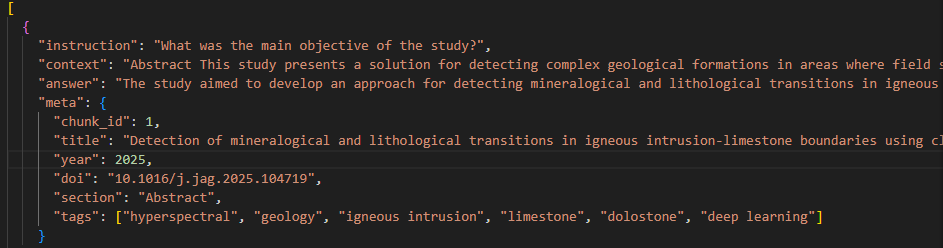 [
{
"instruction": "What was the main objective of the study?",
"context": "Abstract This study presents a solution for detecting complex geological formations in areas where field s
"answer": "The study aimed to develop an approach for detecting mineralogical and lithological transitions in igneous
"meta": {
"chunk_id": 1,
"title": "Detection of mineralogical and lithological transitions in igneous intrusion-limestone boundaries using cl
"year": 2025,
"doi": "10.1016/j.jag.2025.104719",
"section": "Abstract",
"tags": ["hyperspectral", "geology", "igneous intrusion", "limestone", "dolostone", "deep learning"]
}